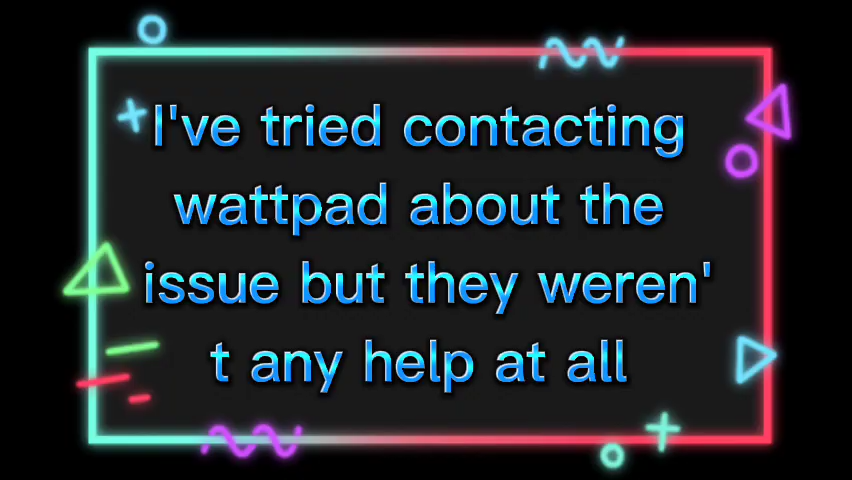 I've tried contacting
wattpad about the
issue but they weren'
t any help at all